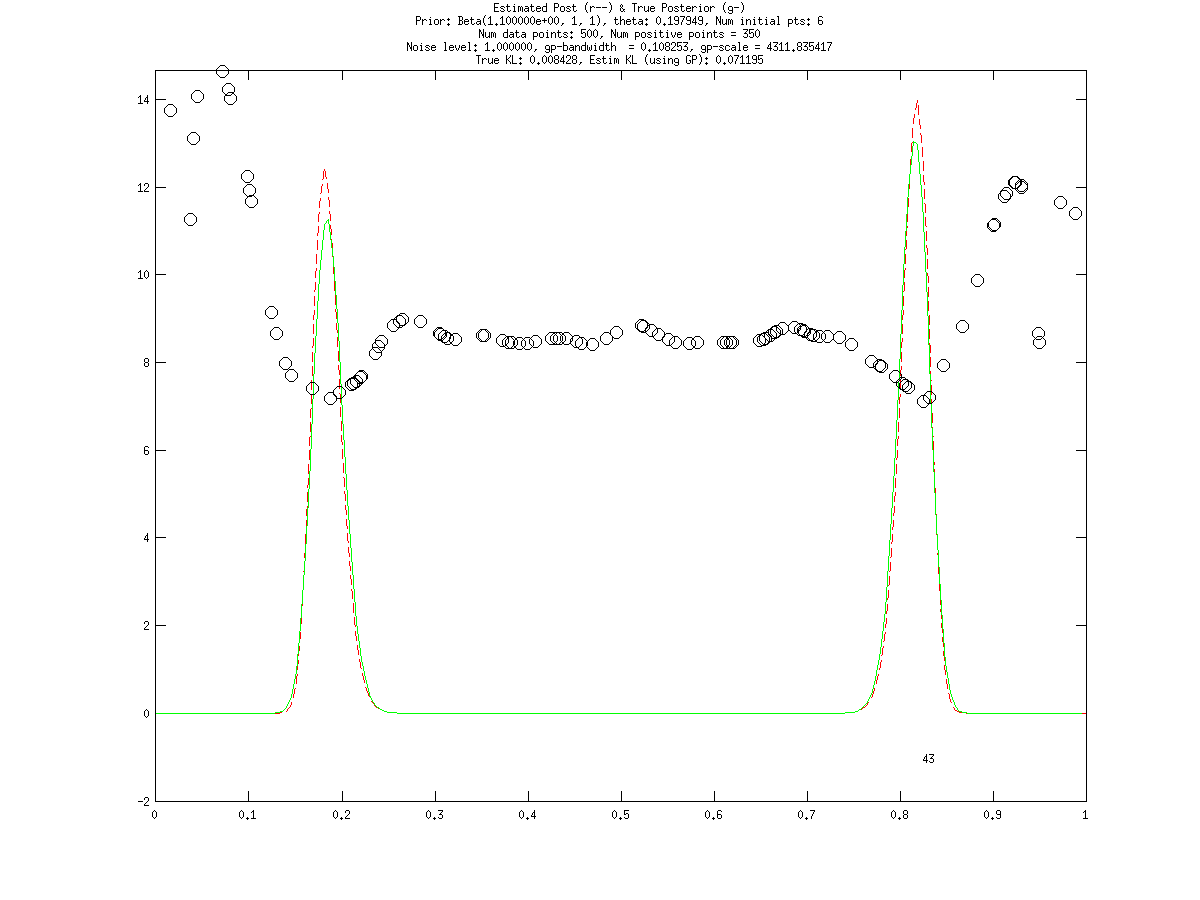 Estimated Post (r--) & True Posterior (g-)
Prior: Beta(1.100000e+00, 1, 1), theta: 0.197949, Num initial pts: 6
Num data points: 500, Num positive points = 350
Noise level: 1.000000, gp-bandwidth  = 0.108253, gp-scale = 4311.835417
True KL: 0.008428, Estim KL (using GP): 0.071195
14
12
10
8
6
4
2
0
43
-2
0 0.1 0.2 0.3 0.4 0.5 0.6 0.7 0.8 0.9 1